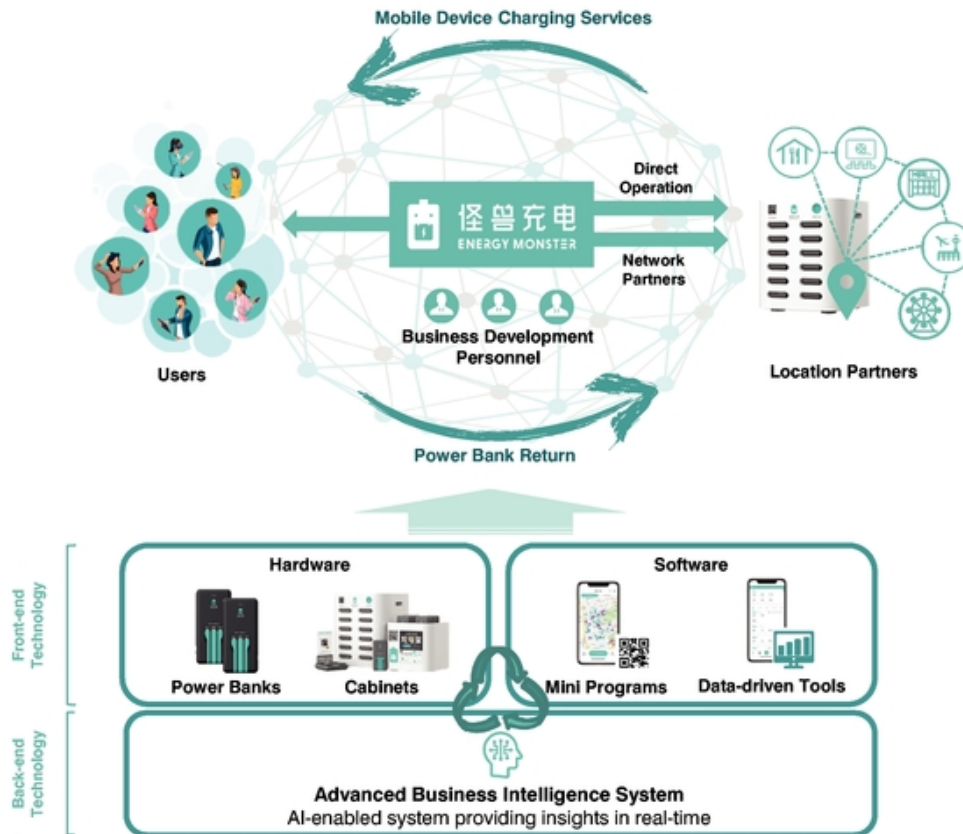 Mobile Device Charging Services
Direct
Operation
怪兽充电
ENERGY MONSTER
Network
Partners
Business Development
Personnel
Users
Location Partners
MALL
Power Bank Return
Front-end
Technology
Hardware
Power Banks
Cabinets
Software
Mini Programs
Data-driven Tools
Back-end
Technology
Advanced Business Intelligence System
AI-enabled system providing insights in real-time